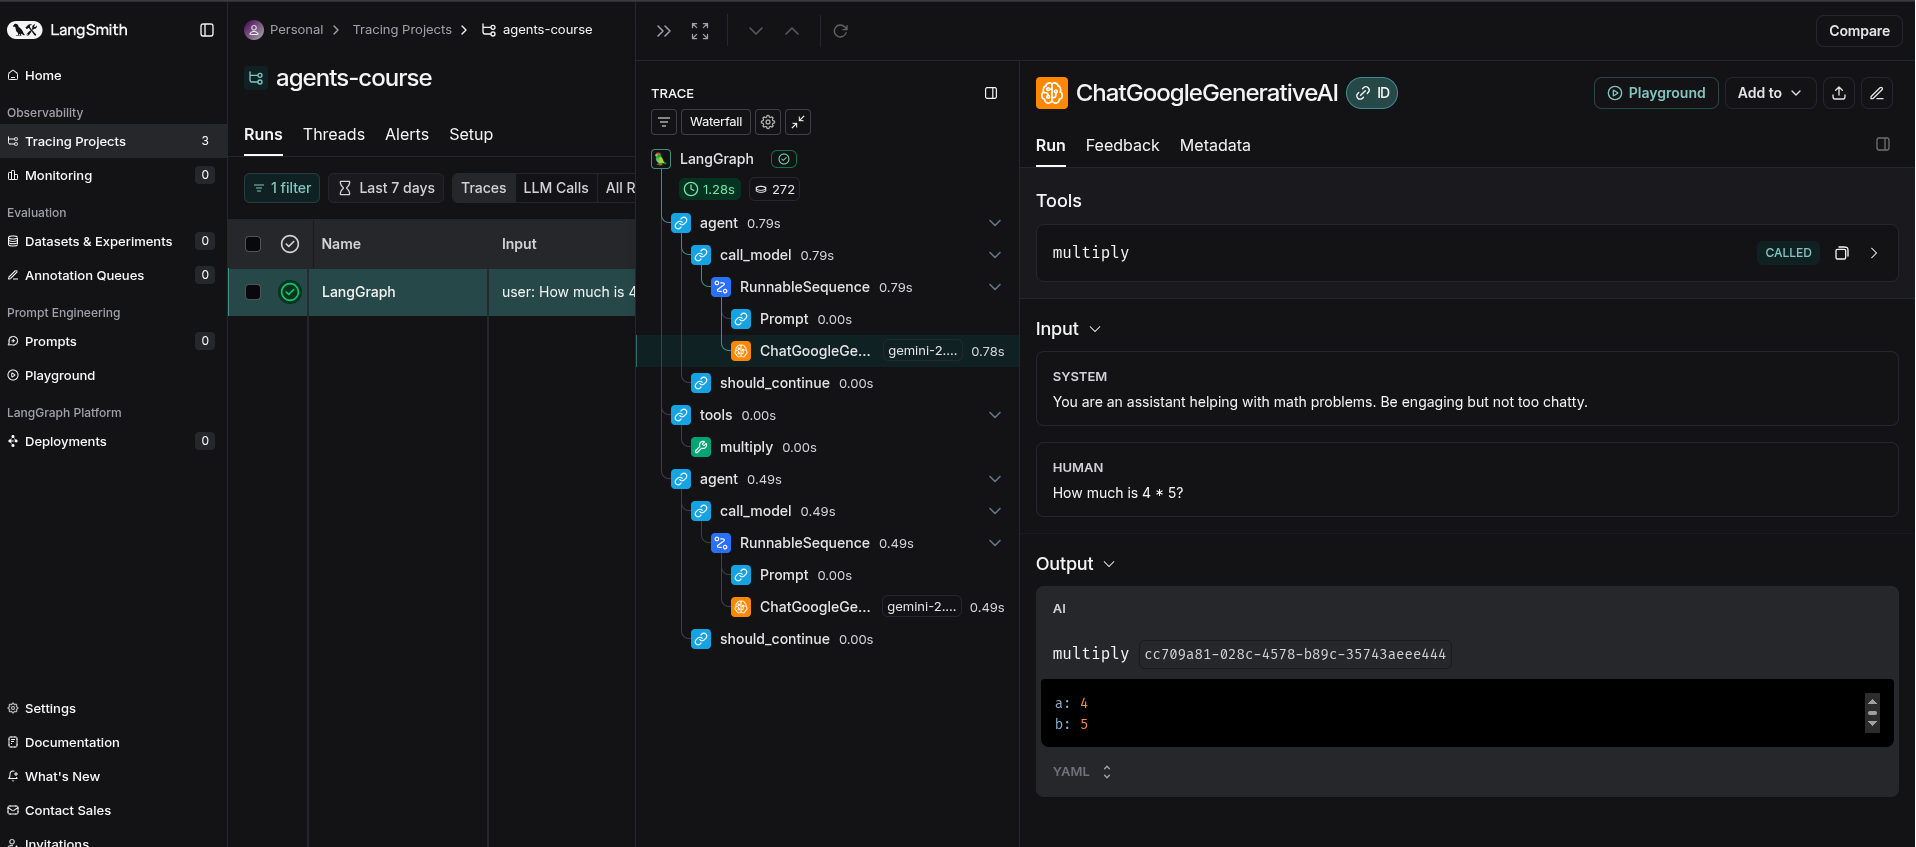 LangSmith
Home
Observability
Tracing Projects 3
Monitoring 0
Evaluation
Datasets & Experiments 0
Annotation Queues 0
Prompt Engineering
Prompts 0
Playground
LangGraph Platform
Deployments 0
Settings
Documentation
What's New
Contact Sales
Invitations
Personal Tracing Projects agents-course
agents-course
Runs Threads Alerts Setup
1 filter Last 7 days Traces LLM Calls All R
Name Input
LangGraph user: How much is 4
TRACE
Waterfall
LangGraph
1.28s 272
agent 0.79s
call_model 0.79s
RunnableSequence 0.79s
Prompt 0.00s
ChatGoogleGe... gemini-2.... 0.78s
should_continue 0.00s
tools 0.00s
multiply 0.00s
agent 0.49s
call_model 0.49s
RunnableSequence 0.49s
Prompt 0.00s
ChatGoogleGe... gemini-2.... 0.49s
should_continue 0.00s
Compare
ChatGoogleGenerativeAI ID Playground Add to
Run Feedback Metadata
Tools
multiply CALLED
Input
SYSTEM
You are an assistant helping with math problems. Be engaging but not too chatty.
HUMAN
How much is 4 * 5?
Output
AI
multiply cc709a81-028c-4578-b89c-35743aeee444
a: 4
b: 5
YAML